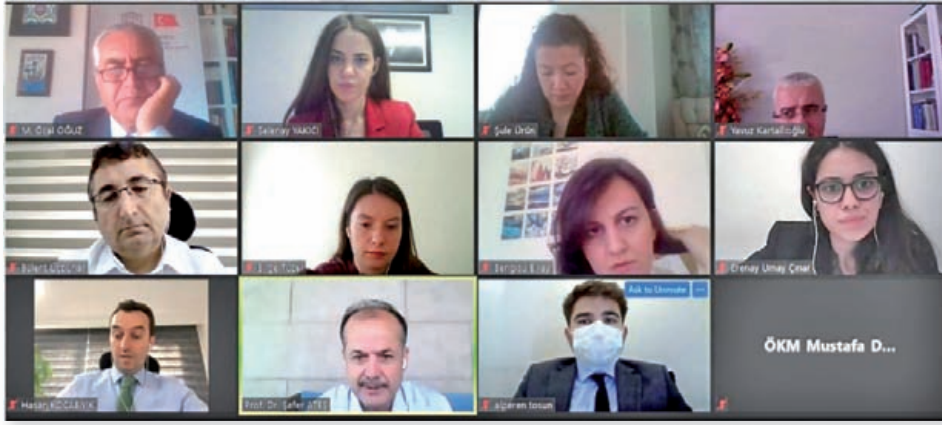 M. Öcal OĞUZ
Selenay YAKICI
Şule Ürün
Yavuz Kartallıoğlu
Erenay Umay Çınar
Ask to Unmute
ÖKM Mustafa D...
Hasan KOCABIYIK
Prof. Dr. Şafer ATEŞ
alperen tosun